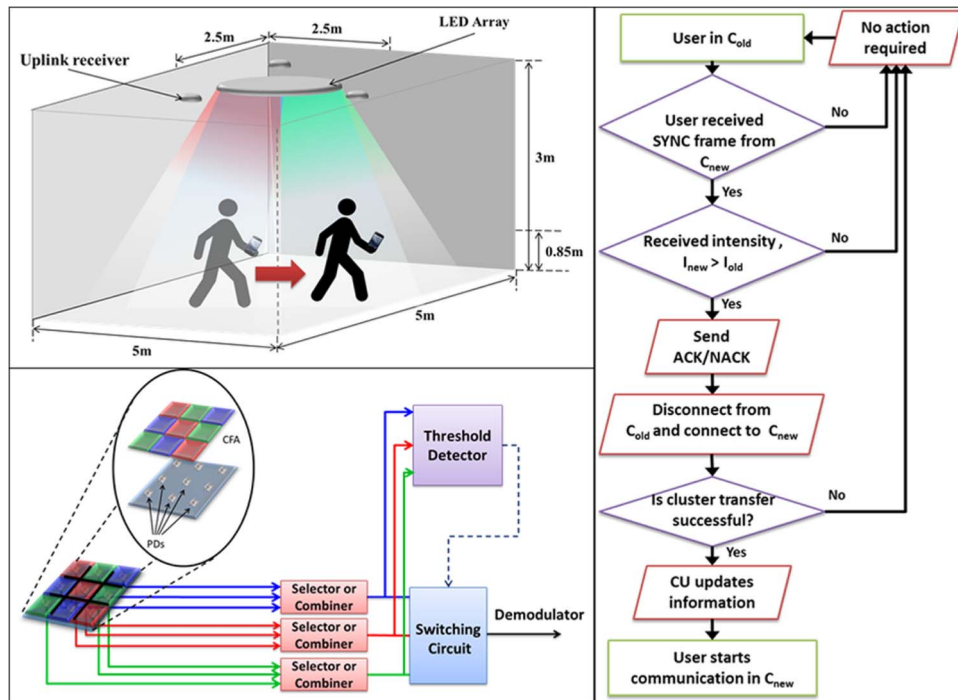 2.5m
2.5m
LED Array
Uplink receiver
3m
0.85m
5m
5m
CFA
PDs
Threshold
Detector
Selector or
Combiner
Selector or
Combiner
Selector or
Combiner
Switching
Circuit
Demodulator
User in Cold
No action
required
User received
SYNC frame from
Cnew
No
Yes
Received intensity ,
Inew > Iold
No
Yes
Send
ACK/NACK
Disconnect from
Cold and connect to Cnew
Is cluster transfer
successful?
No
Yes
CU updates
information
User starts
communication in Cnew